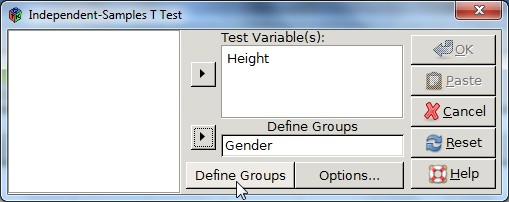 Independent-Samples T Test
Test Variable(s):
Height
Define Groups
Gender
Define Groups
Options...
OK
Paste
Cancel
Reset
Help